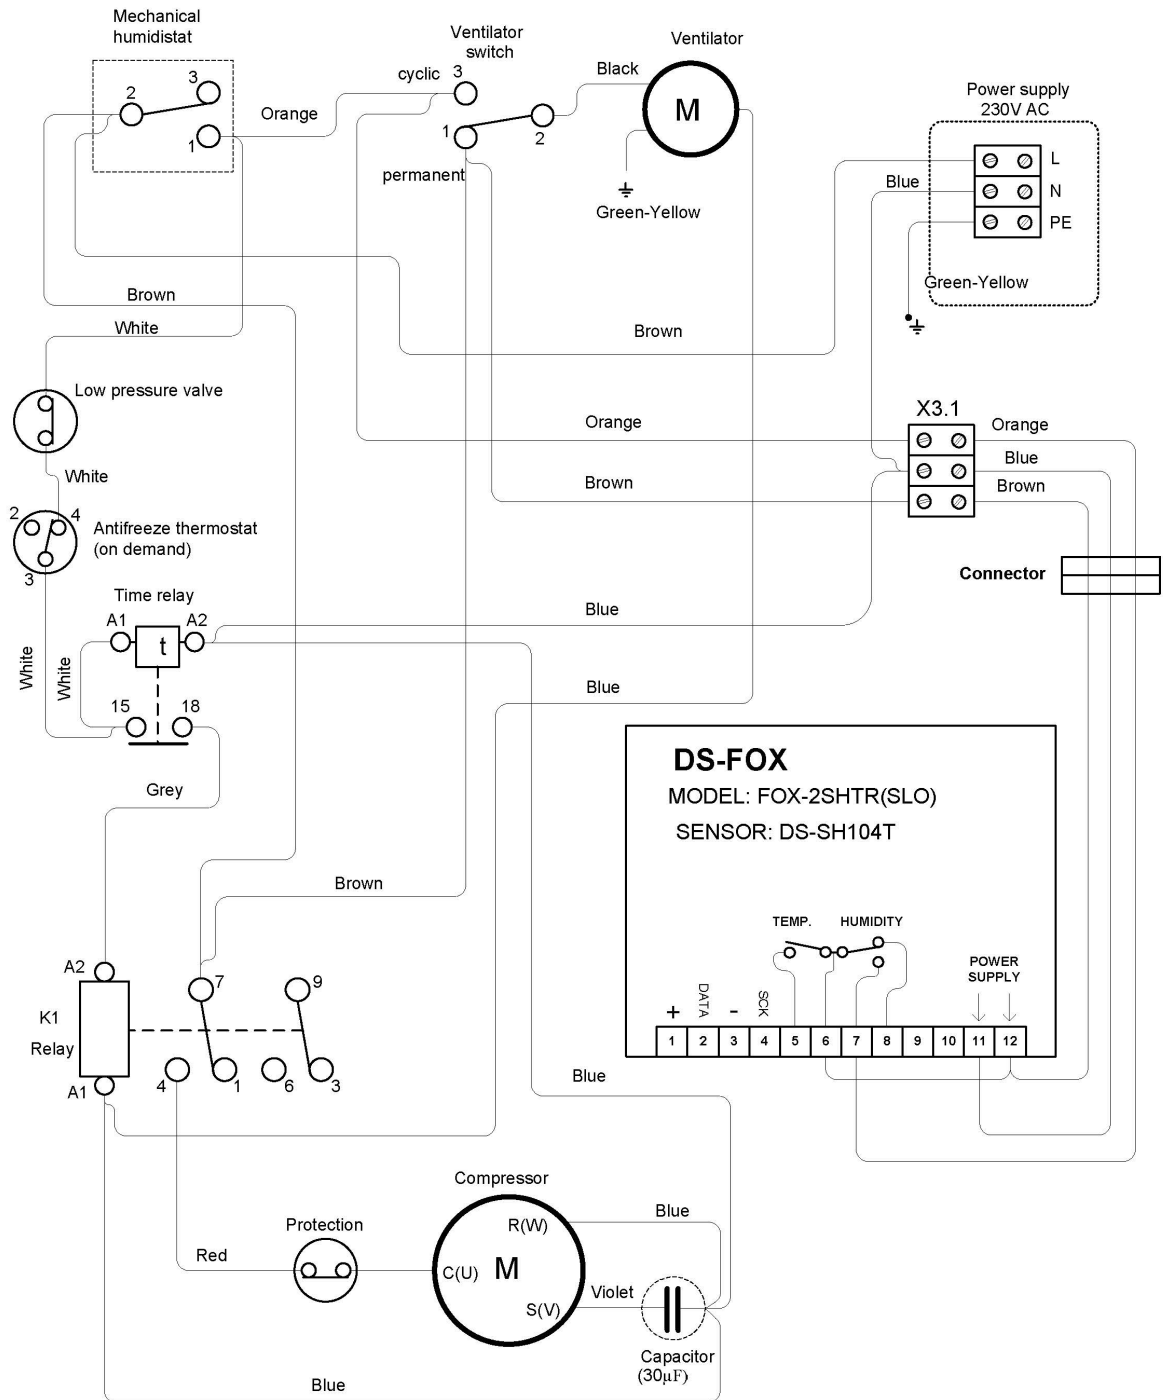 Mechanical
humidistat
2
3
1
Orange
Ventilator
switch
cyclic
3
1
2
permanent
Black
Ventilator
M
Green-Yellow
Power supply
230V AC
L
N
PE
Blue
Green-Yellow
Brown
White
Brown
Low pressure valve
White
2
4
3
Antifreeze thermostat
(on demand)
Orange
Brown
X3.1
Orange
Blue
Brown
Connector
Time relay
A1
t
A2
Blue
White
White
15
18
Blue
Grey
DS-FOX
MODEL: FOX-2SHTR(SLO)
SENSOR: DS-SH104T
TEMP.
HUMIDITY
POWER
SUPPLY
+
DATA
-
SCK
1 2 3 4 5 6 7 8 9 10 11 12
Brown
A2
K1
Relay
A1
7
9
4
1
6
3
Blue
Compressor
R(W)
C(U)
M
S(V)
Protection
Red
Blue
Violet
Capacitor
(30µF)
Blue